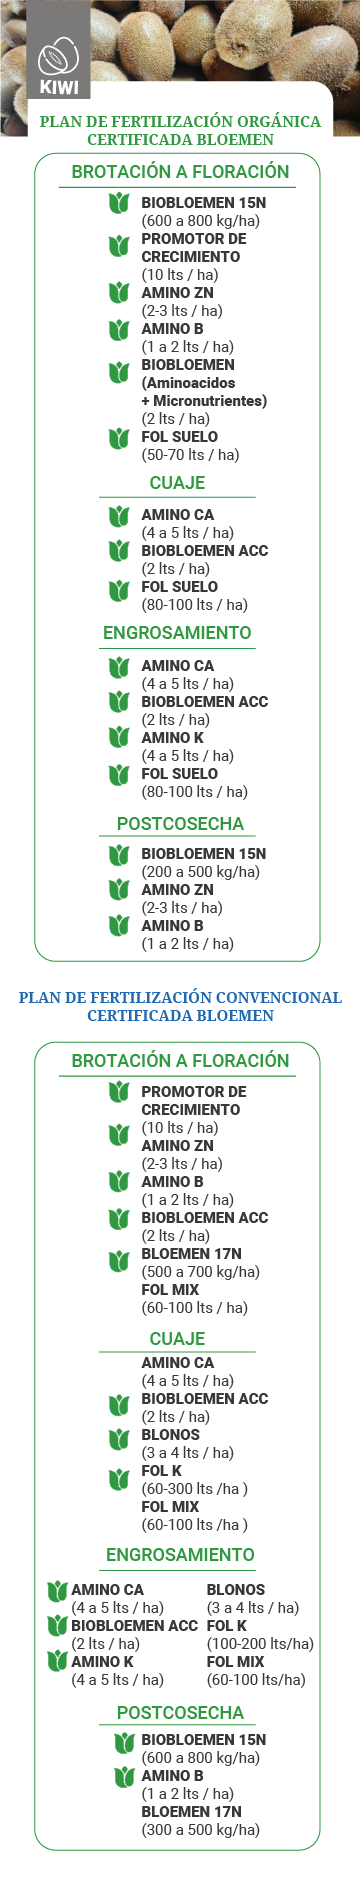 KIWI
PLAN DE FERTILIZACIÓN ORGÁNICA
CERTIFICADA BLOEMEN
BROTACIÓN A FLORACIÓN
BIOBLOEMEN 15N
(600 a 800 kg/ha)
PROMOTOR DE
CRECIMIENTO
(10 lts / ha)
AMINO ZN
(2-3 lts / ha)
AMINO B
(1 a 2 lts / ha)
BIOBLOEMEN
(Aminoacidos
+ Micronutrientes)
(2 lts / ha)
FOL SUELO
(50-70 lts / ha)
CUAJE
AMINO CA
(4 a 5 lts / ha)
BIOBLOEMEN ACC
(2 lts / ha)
FOL SUELO
(80-100 lts / ha)
ENGROSAMIENTO
AMINO CA
(4 a 5 lts / ha)
BIOBLOEMEN ACC
(2 lts / ha)
AMINO K
(4 a 5 lts / ha)
FOL SUELO
(80-100 lts / ha)
POSTCOSECHA
BIOBLOEMEN 15N
(200 a 500 kg/ha)
AMINO ZN
(2-3 lts / ha)
AMINO B
(1 a 2 lts / ha)
PLAN DE FERTILIZACIÓN CONVENCIONAL
CERTIFICADA BLOEMEN
BROTACIÓN A FLORACIÓN
PROMOTOR DE
CRECIMIENTO
(10 lts / ha)
AMINO ZN
(2-3 lts / ha)
AMINO B
(1 a 2 lts / ha)
BIOBLOEMEN ACC
(2 lts / ha)
BLOEMEN 17N
(500 a 700 kg/ha)
FOL MIX
(60-100 lts / ha)
CUAJE
AMINO CA
(4 a 5 lts / ha)
BIOBLOEMEN ACC
(2 lts / ha)
BLONOS
(3 a 4 lts / ha)
FOL K
(60-300 lts /ha )
FOL MIX
(60-100 lts /ha )
ENGROSAMIENTO
AMINO CA
(4 a 5 lts / ha)
BIOBLOEMEN ACC
(2 lts / ha)
AMINO K
(4 a 5 lts / ha)
BLONOS
(3 a 4 lts / ha)
FOL K
(100-200 lts/ha)
FOL MIX
(60-100 lts/ha)
POSTCOSECHA
BIOBLOEMEN 15N
(600 a 800 kg/ha)
AMINO B
(1 a 2 lts / ha)
BLOEMEN 17N
(300 a 500 kg/ha)